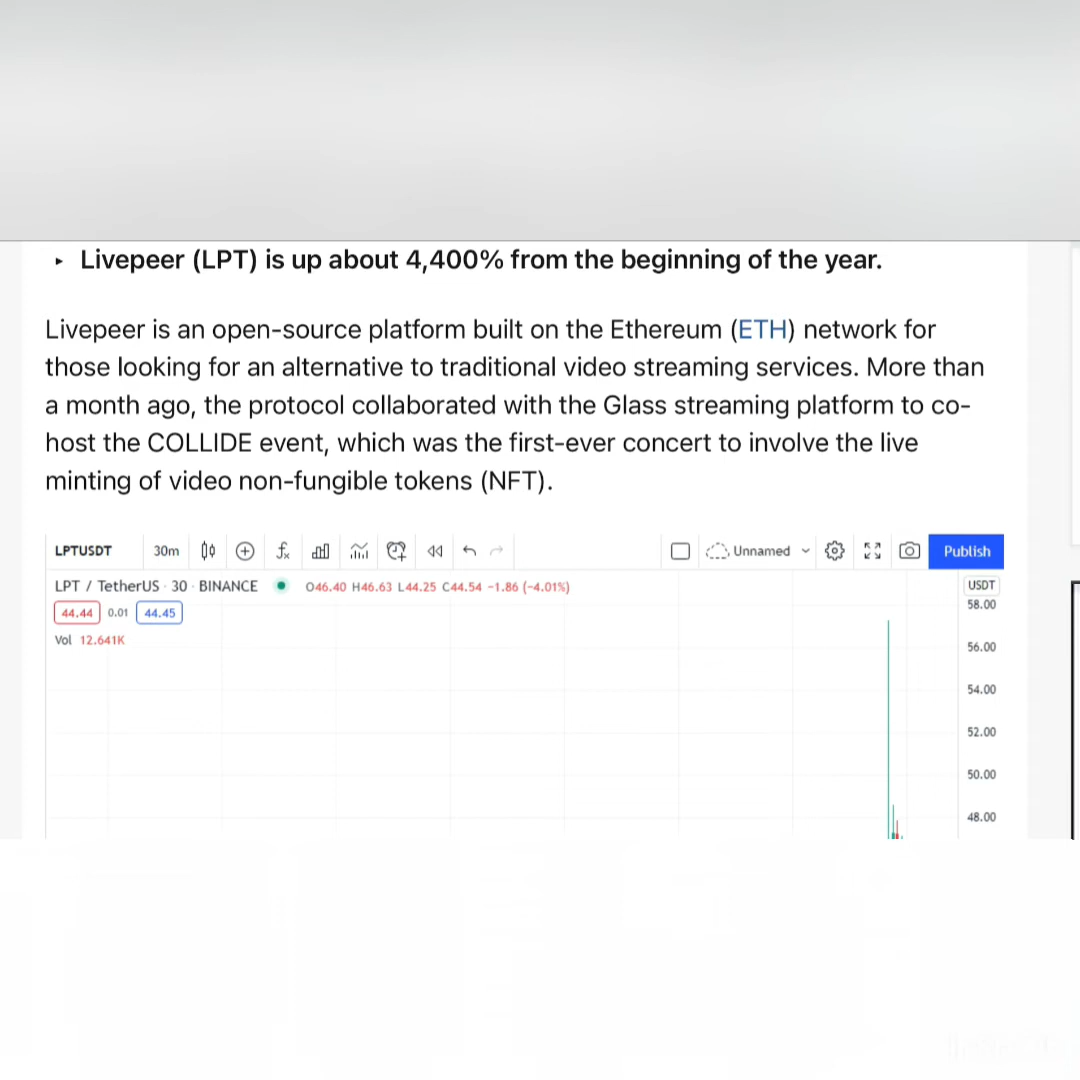 ‣ Livepeer (LPT) is up about 4,400% from the beginning of the year.
Livepeer is an open-source platform built on the Ethereum (ETH) network for
those looking for an alternative to traditional video streaming services. More than
a month ago, the protocol collaborated with the Glass streaming platform to co-
host the COLLIDE event, which was the first-ever concert to involve the live
minting of video non-fungible tokens (NFT).
LPTUSDT 30m Unnamed Publish
LPT / TetherUS · 30 · BINANCE O46.40 H46.63 L44.25 C44.54 −1.86 (−4.01%) USDT
44.44 0.01 44.45
Vol 12.641K
58.00
56.00
54.00
52.00
50.00
48.00